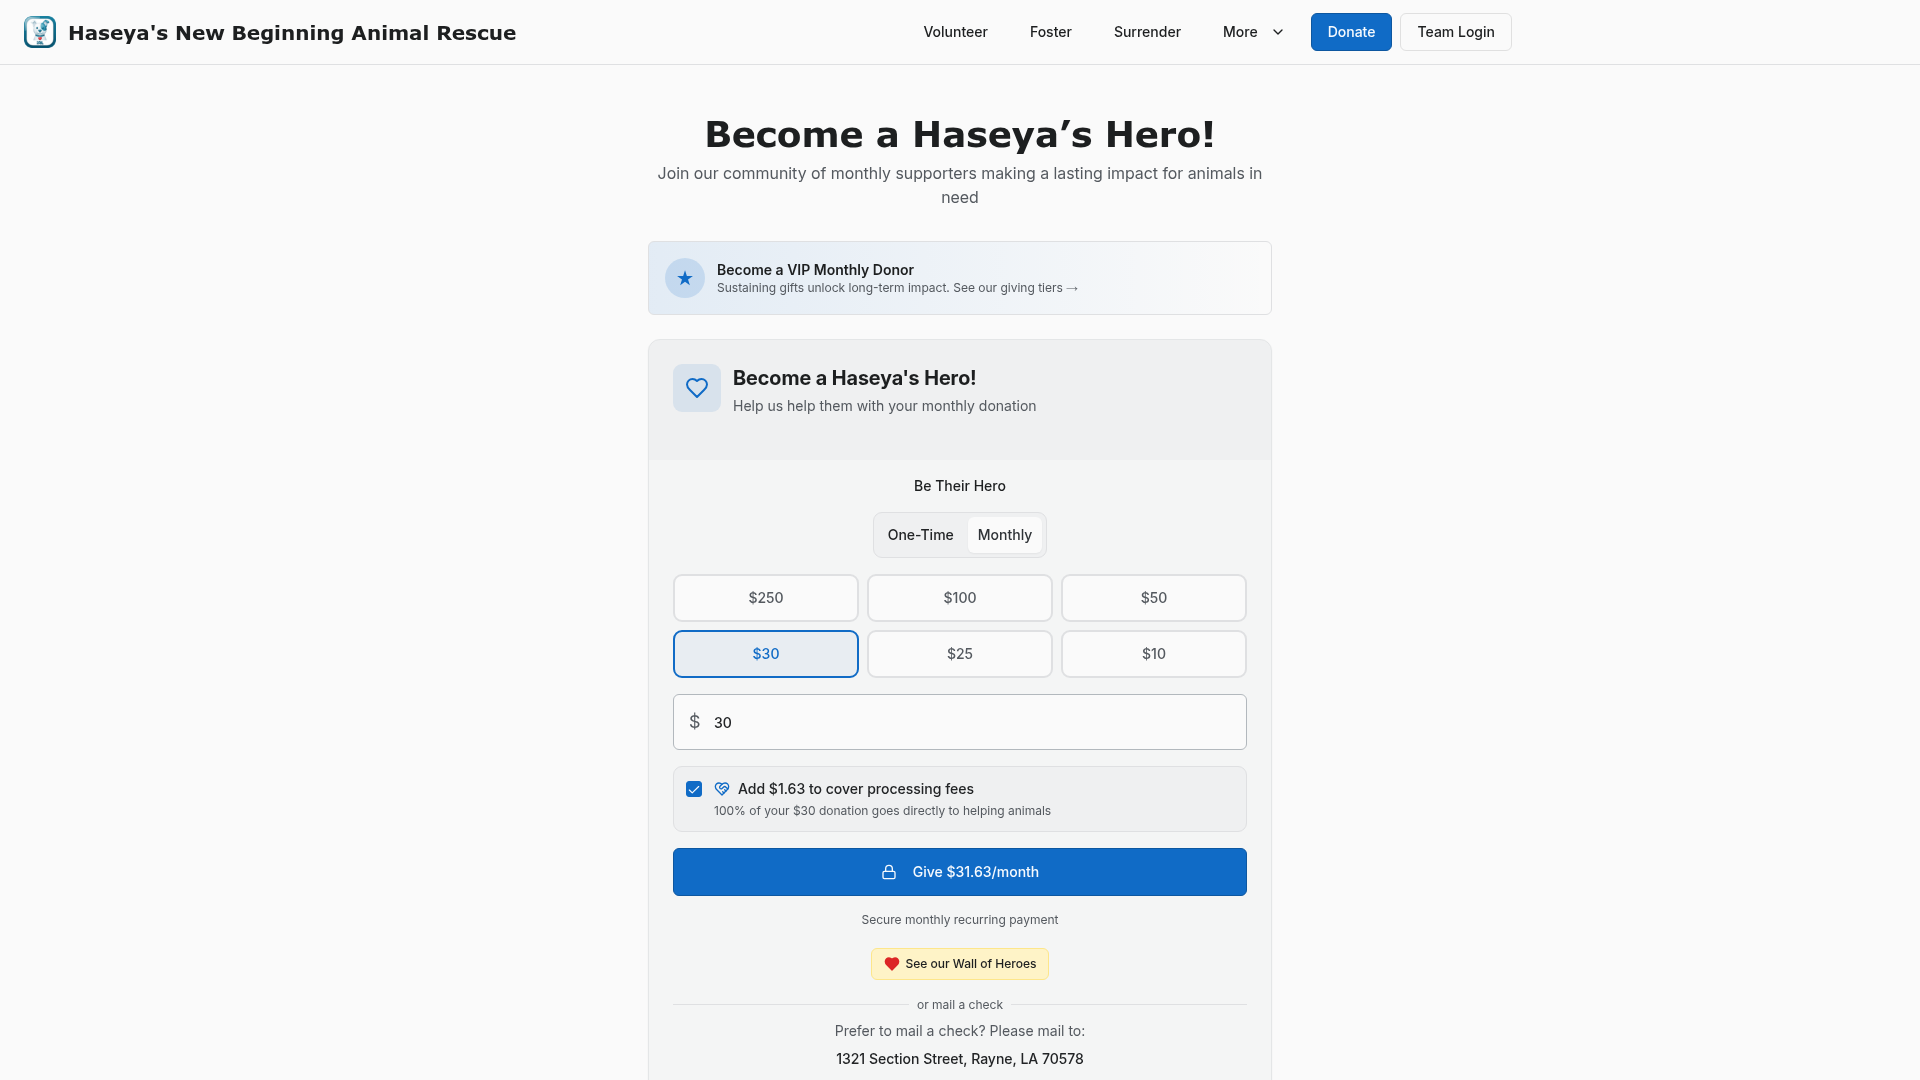 Haseya's New Beginning Animal Rescue
Volunteer
Foster
Surrender
More
Donate
Team Login
Become a Haseya’s Hero!
Join our community of monthly supporters making a lasting impact for animals in
need
Become a VIP Monthly Donor
Sustaining gifts unlock long-term impact. See our giving tiers →
Become a Haseya's Hero!
Help us help them with your monthly donation
Be Their Hero
One-Time
Monthly
$250
$100
$50
$30
$25
$10
$ 30
Add $1.63 to cover processing fees
100% of your $30 donation goes directly to helping animals
Give $31.63/month
Secure monthly recurring payment
See our Wall of Heroes
or mail a check
Prefer to mail a check? Please mail to:
1321 Section Street, Rayne, LA 70578